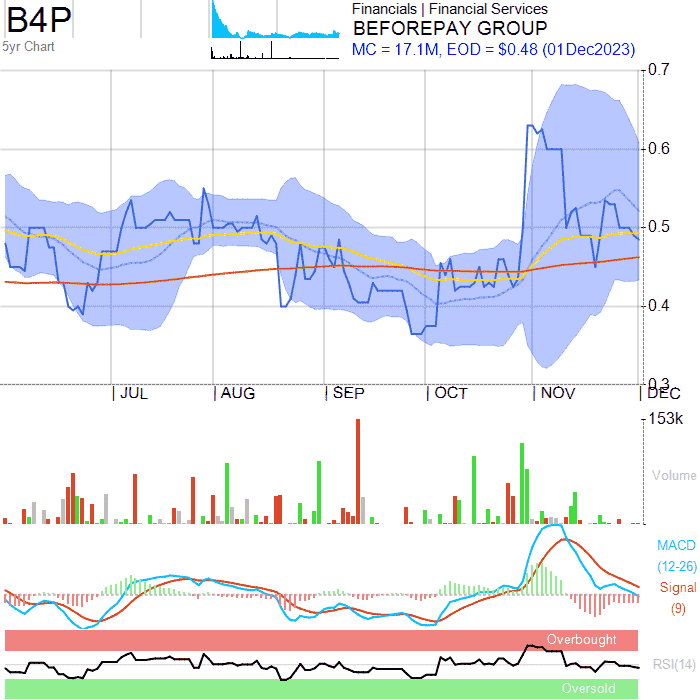 B4P
5yr Chart
Financials | Financial Services
BEFOREPAY GROUP
MC = 17.1M, EOD = $0.48 (01Dec2023)
0.7
0.6
0.5
0.4
0.3
JUL
AUG
SEP
OCT
NOV
DEC
153k
Volume
MACD
(12-26)
Signal
(9)
Overbought
RSI(14)
Oversold